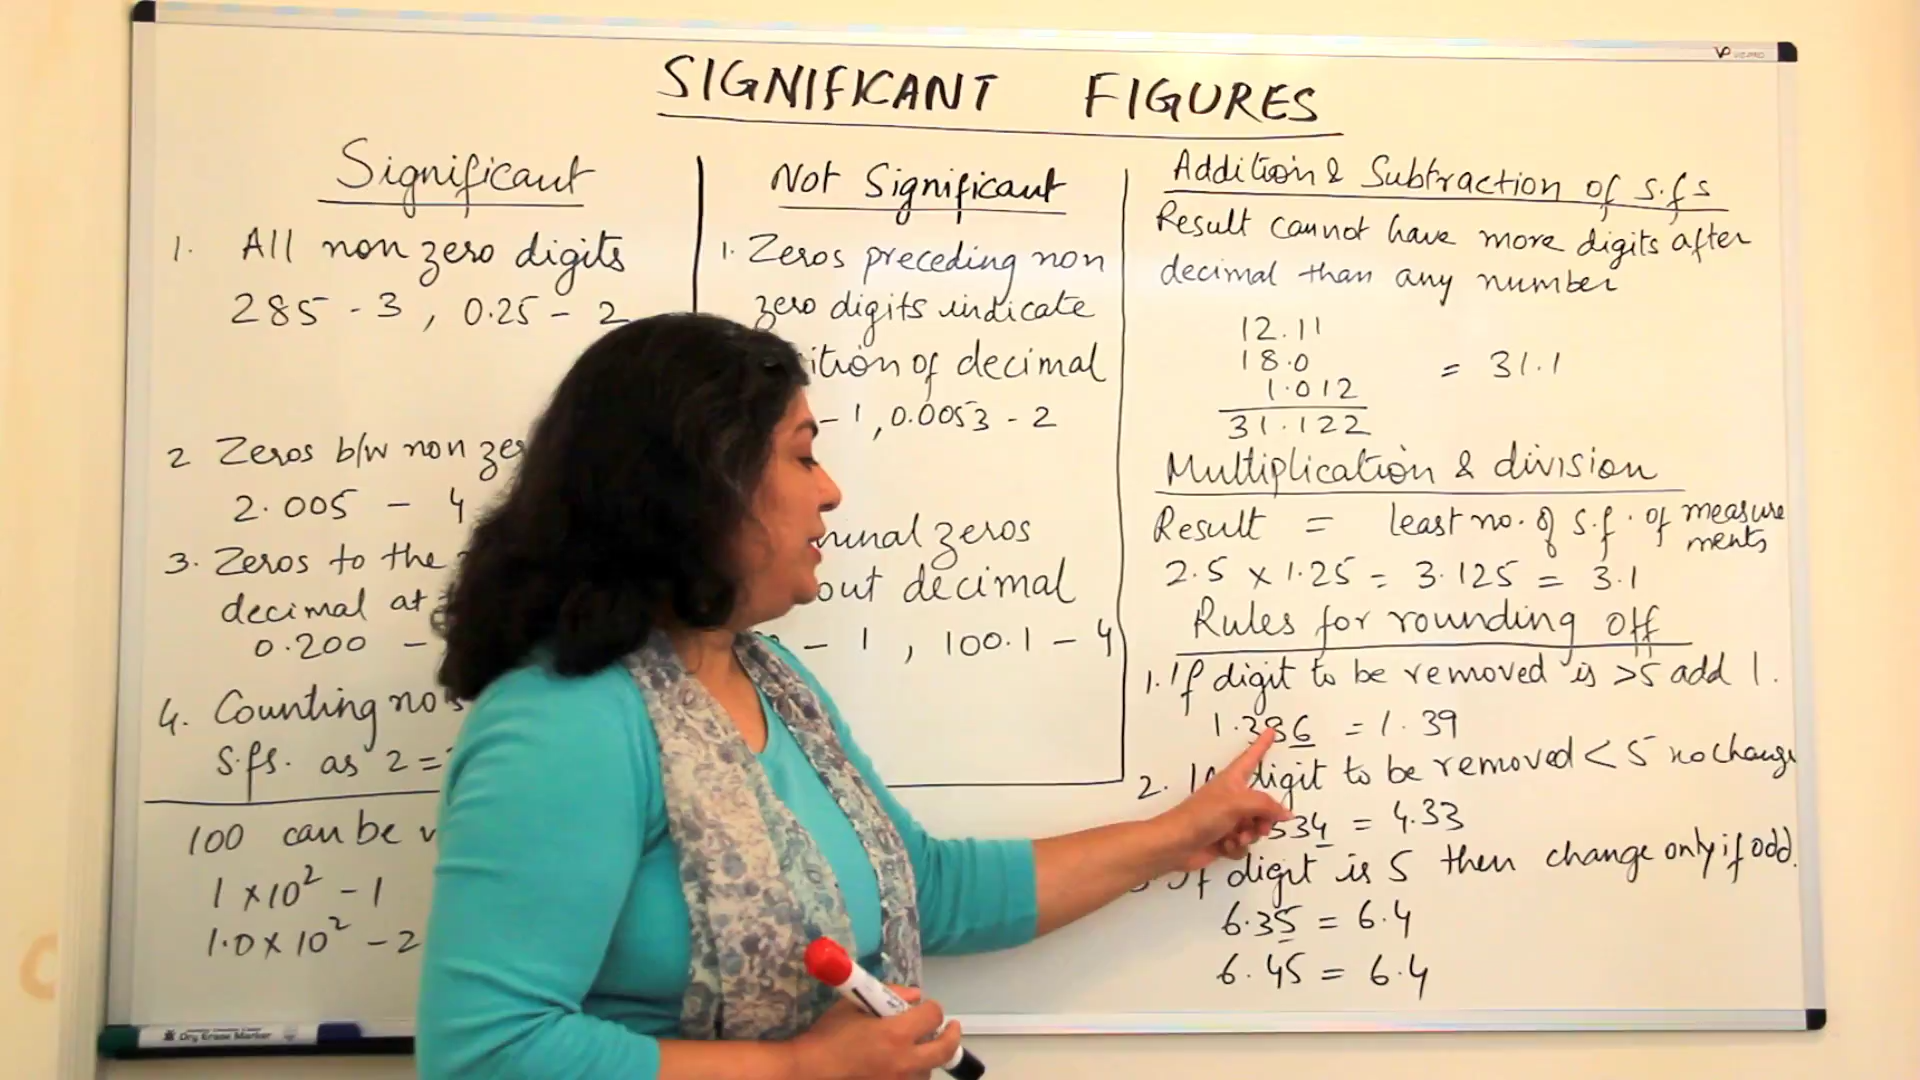 SIGNIFICANT FIGURES
Significant
1. All non zero digits
285 - 3 , 0.25 - 2
2 Zeros b/w non
2.005 - 4
3. Zeros to the
decimal at
0.200 -
4. Counting no's
S.fs. as 2 =
100 can be
1 x 10² - 1
1.0 x 10² - 2
Not Significant
1. Zeros preceding non
zero digits indicate
of decimal
- 1 , 0.0053 - 2
zeros
decimal
- 1 , 100.1 - 4
Addition & Subtraction of s.f s
Result cannot have more digits after
decimal than any number
12.11
18.0 = 31.1
1.012
31.122
Multiplication & division
Result = least no. of s.f. of measure
ments
2.5 x 1.25 = 3.125 = 3.1
Rules for rounding off
1. If digit to be removed is >5 add 1.
1.386 = 1.39
2. digit to be removed < 5 no change
334 = 4.33
If digit is 5 then change only if odd.
6.35 = 6.4
6.45 = 6.4
Dry Erase Marker